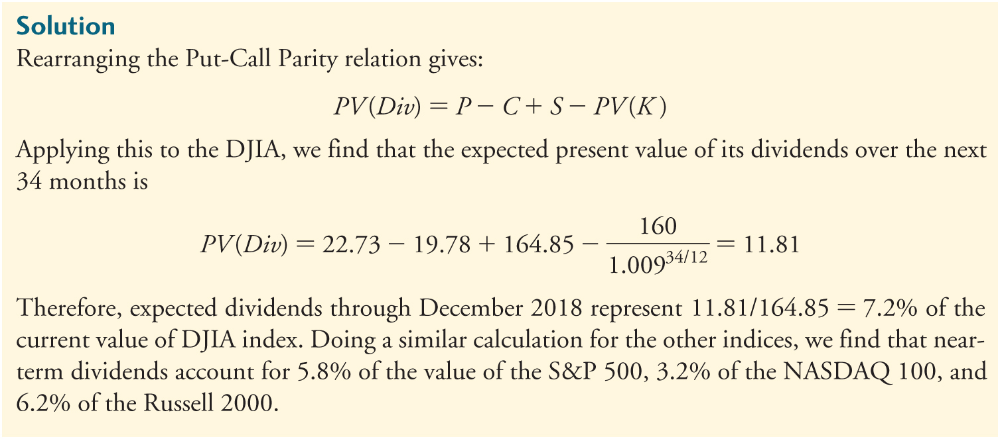 Solution
Rearranging the Put-Call Parity relation gives:
PV(Div) = P − C + S − PV(K)
Applying this to the DJIA, we find that the expected present value of its dividends over the next
34 months is
PV(Div) = 22.73 − 19.78 + 164.85 − 160 / 1.009^34/12 = 11.81
Therefore, expected dividends through December 2018 represent 11.81/164.85 = 7.2% of the
current value of DJIA index. Doing a similar calculation for the other indices, we find that near-
term dividends account for 5.8% of the value of the S&P 500, 3.2% of the NASDAQ 100, and
6.2% of the Russell 2000.